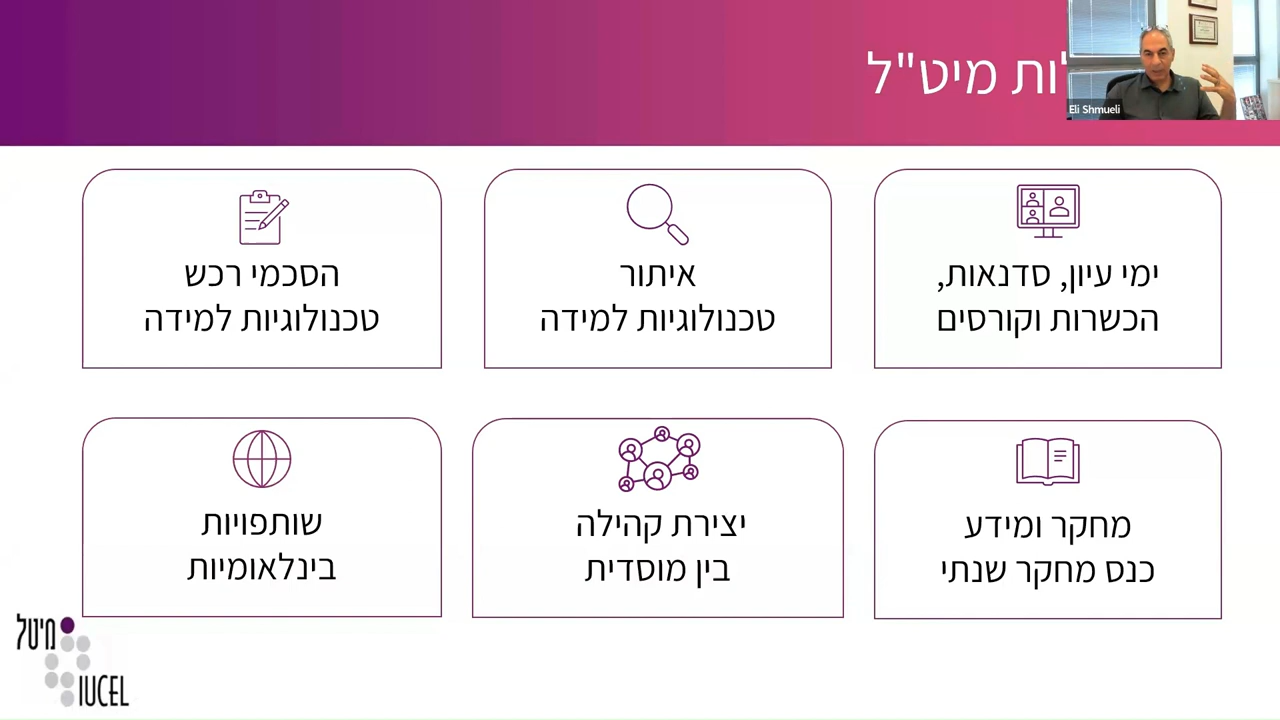 מיט"ל
Eli Shmueli
ימי עיון, סדנאות,
הכשרות וקורסים
איתור
טכנולוגיות למידה
הסכמי רכש
טכנולוגיות למידה
מחקר ומידע
כנס מחקר שנתי
יצירת קהילה
בין מוסדית
שותפויות
בינלאומיות
מיטל
IUCEL